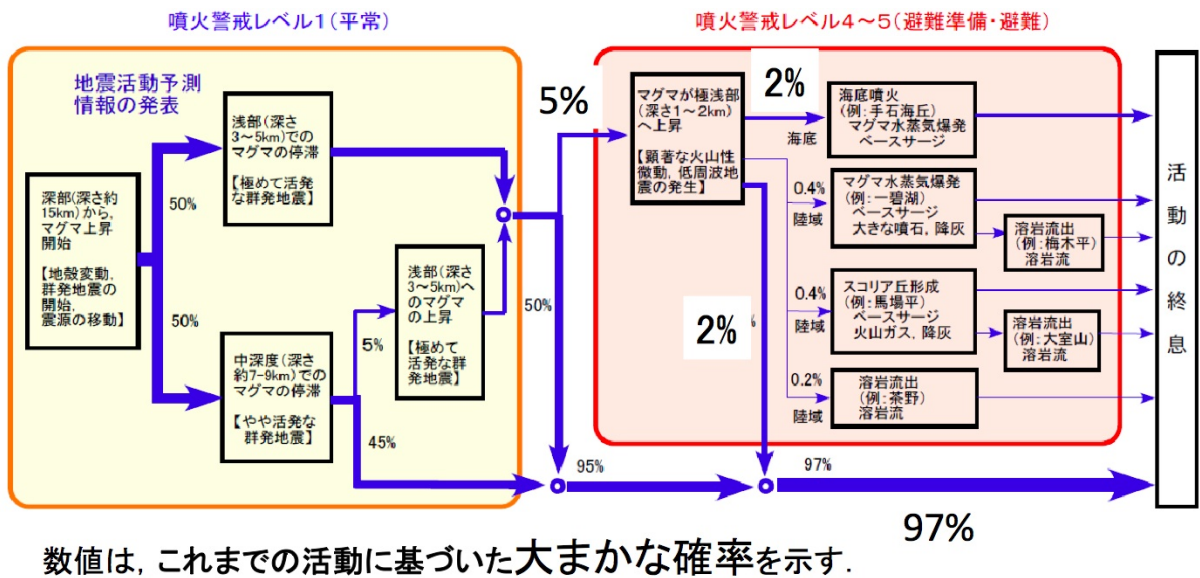 噴火警戒レベル1(平常)
噴火警戒レベル4～5(避難準備・避難)
地震活動予測
情報の発表
深部(深さ約
15km)から,
マグマ上昇
開始
【地殻変動,
群発地震の
開始,
震源の移動】
50%
50%
浅部(深さ
3～5km)での
マグマの停滞
【極めて活発
な群発地震】
中深度(深さ
約7-9km)での
マグマの停滞
【やや活発な
群発地震】
5%
45%
浅部(深さ
3～5km)へ
のマグマ
の上昇
【極めて
活発な群
発地震】
50%
5%
95%
マグマが極浅部
(深さ1～2km)
へ上昇
【顕著な火山性
微動, 低周波地
震の発生】
2%
海底
0.4%
陸域
0.4%
陸域
0.2%
陸域
2%
%
海底噴火
(例:手石海丘)
マグマ水蒸気爆発
ベースサージ
マグマ水蒸気爆発
(例:一碧湖)
ベースサージ
大きな噴石, 降灰
溶岩流出
(例:梅木平)
溶岩流
スコリア丘形成
(例:馬場平)
ベースサージ
火山ガス, 降灰
溶岩流出
(例:大室山)
溶岩流
溶岩流出
(例:茶野)
溶岩流
97%
97%
活動の終息
数値は, これまでの活動に基づいた大まかな確率を示す.